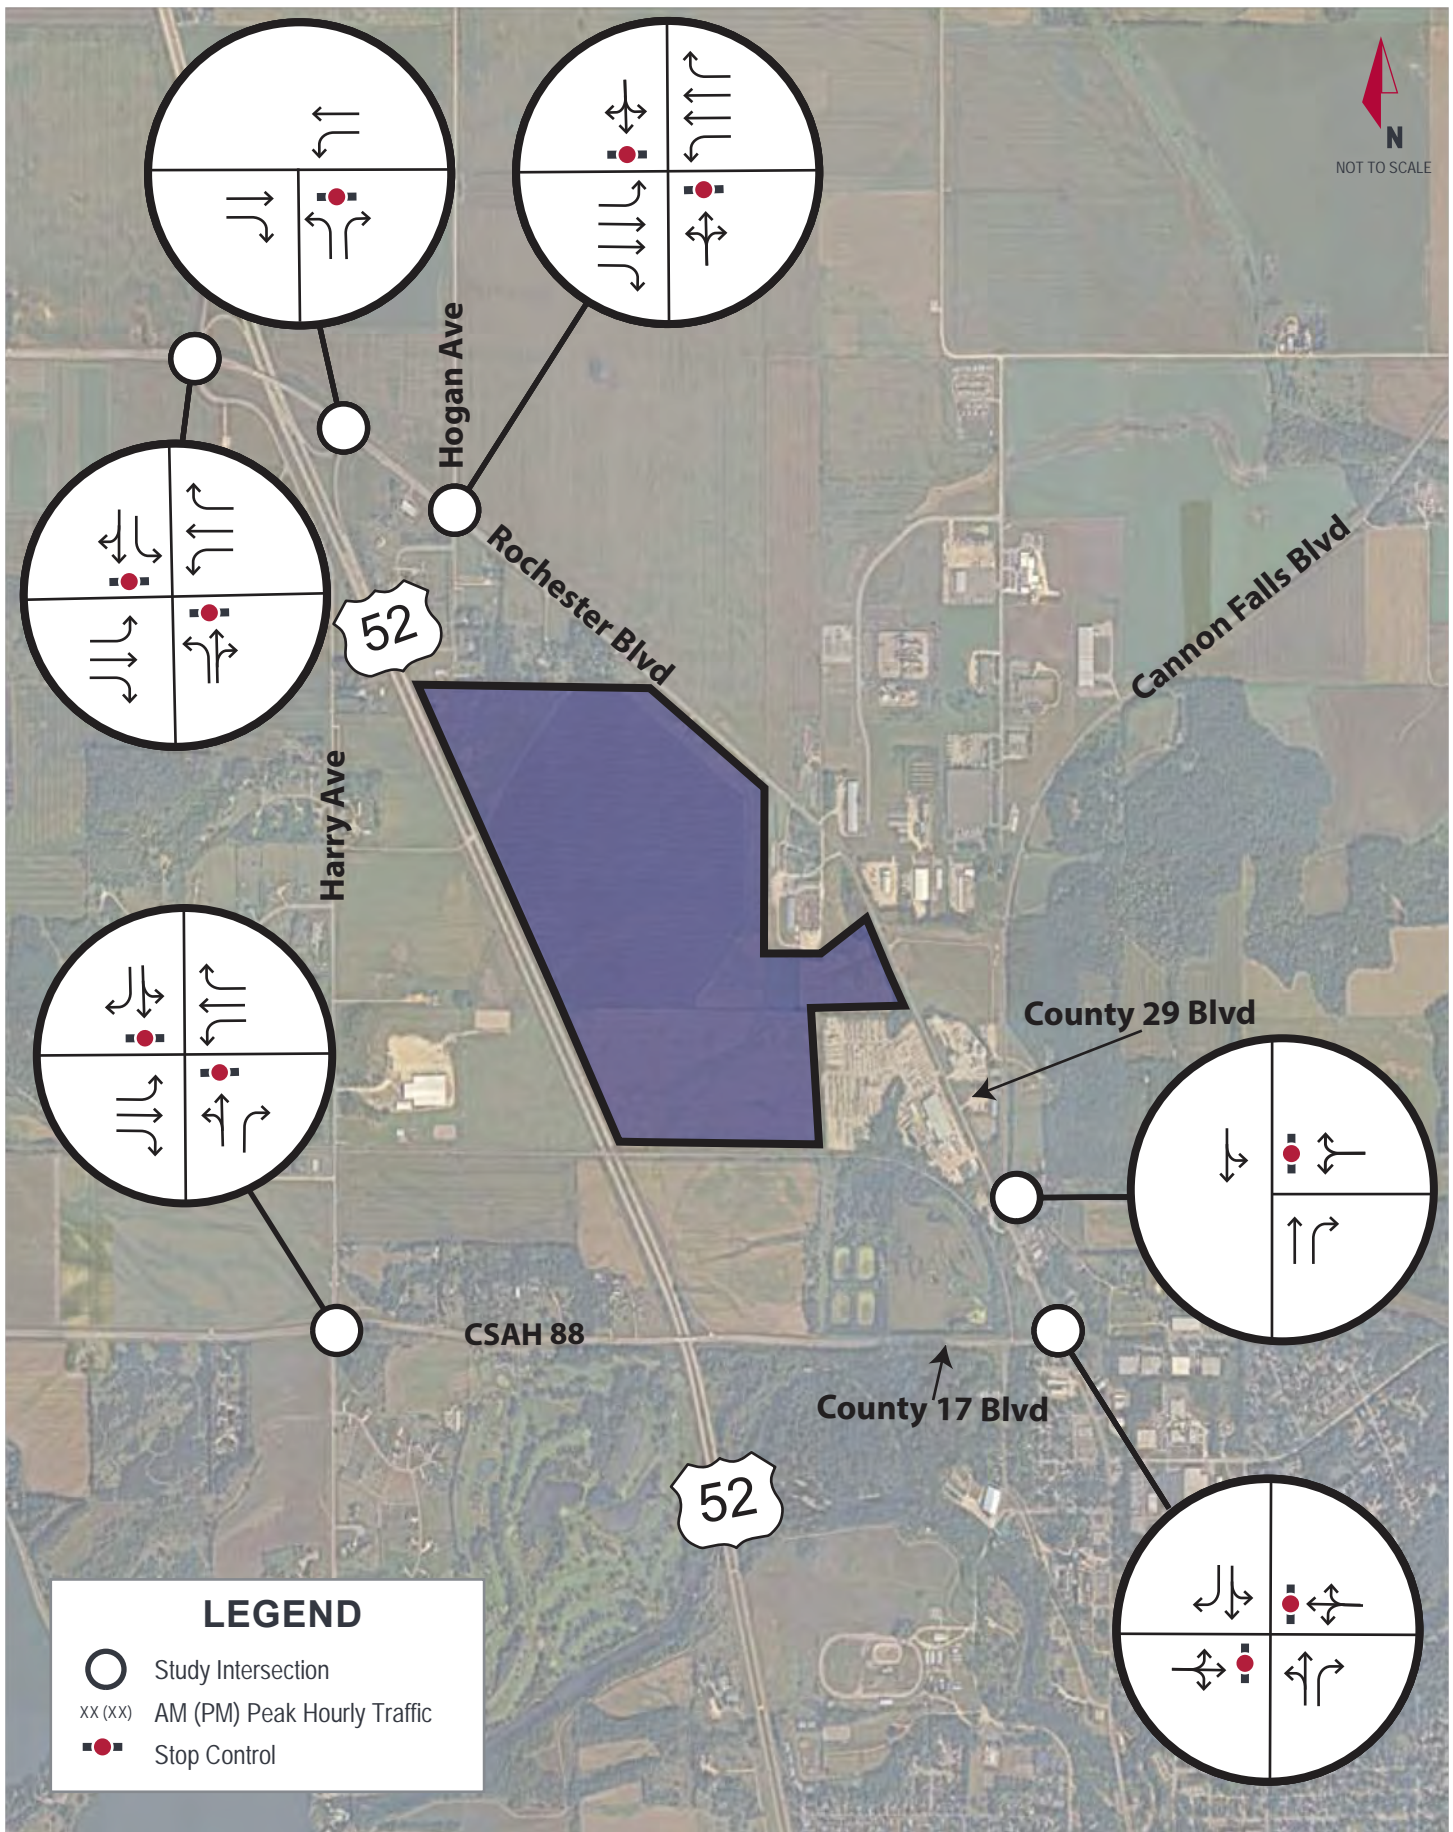 N
NOT TO SCALE
Hogan Ave
Rochester Blvd
52
Cannon Falls Blvd
Harry Ave
County 29 Blvd
CSAH 88
County 17 Blvd
52
LEGEND
Study Intersection
XX (XX) AM (PM) Peak Hourly Traffic
Stop Control